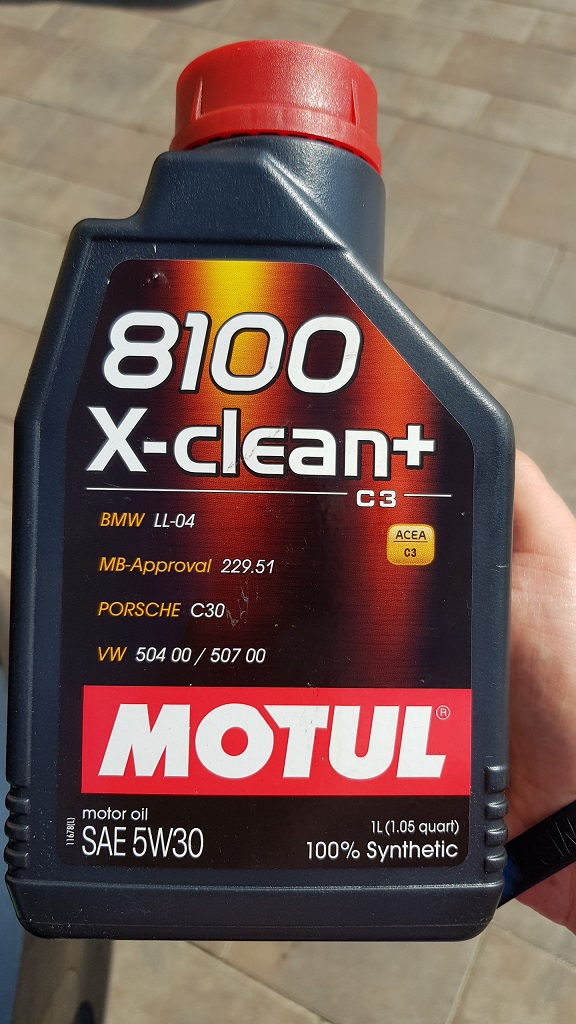 8100
X-clean+
C3
BMW LL-04
ACEA
C3
MB-Approval 229.51
PORSCHE C30
VW 504 00 / 507 00
MOTUL®
motor oil
SAE 5W30
1L (1.05 quart)
100% Synthetic
11678(L)